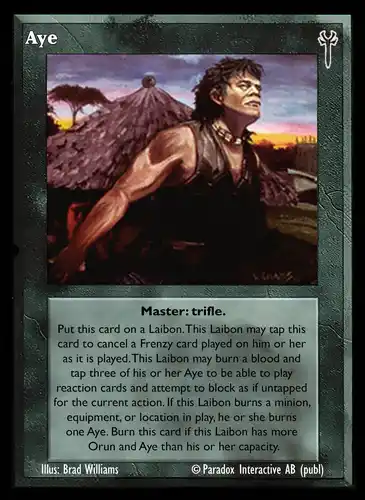 Aye
Master: trifle.
Put this card on a Laibon. This Laibon may tap this
card to cancel a Frenzy card played on him or her
as it is played. This Laibon may burn a blood and
tap three of his or her Aye to be able to play
reaction cards and attempt to block as if untapped
for the current action. If this Laibon burns a minion,
equipment, or location in play, he or she burns
one Aye. Burn this card if this Laibon has more
Orun and Aye than his or her capacity.
Illus: Brad Williams © Paradox Interactive AB (publ)